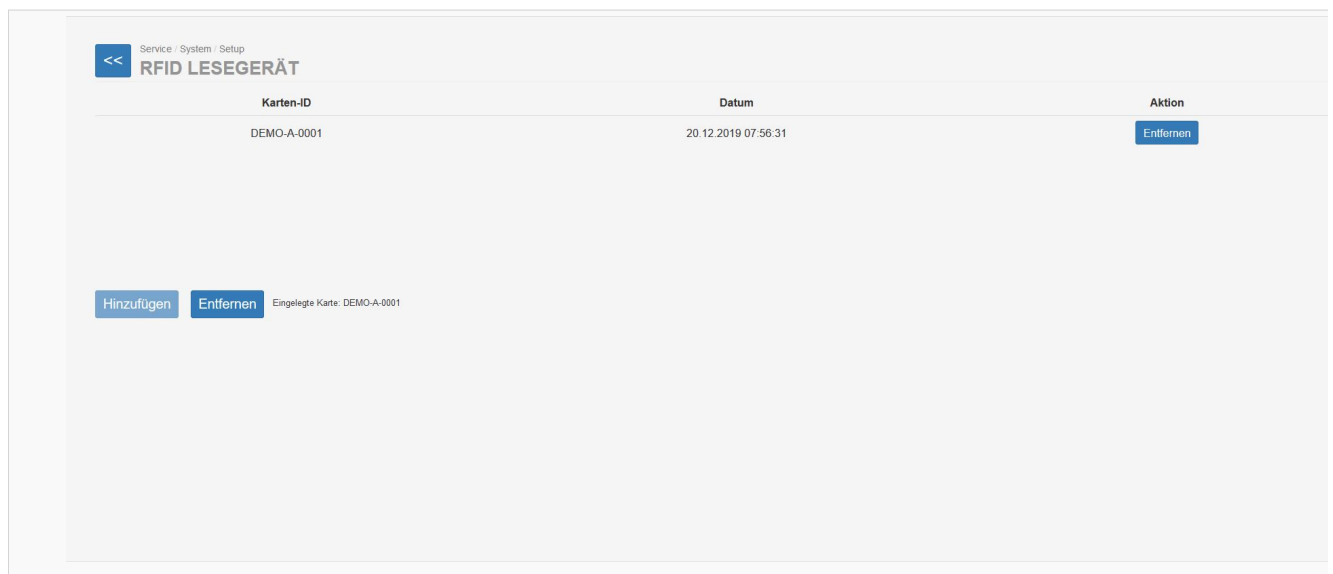 <<
Service / System / Setup
RFID LESEGERÄT
Karten-ID Datum Aktion
DEMO-A-0001 20.12.2019 07:56:31 Entfernen
Hinzufügen Entfernen Eingelegte Karte: DEMO-A-0001